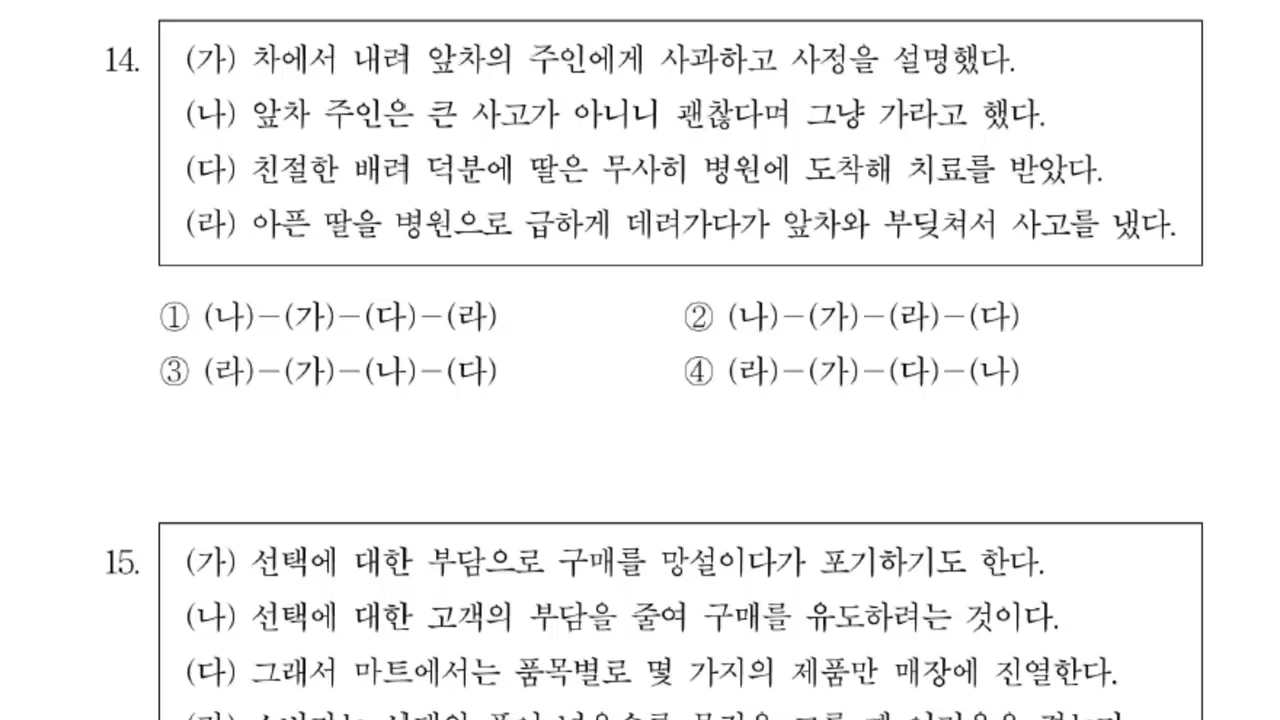 14.
(가) 차에서 내려 앞차의 주인에게 사과하고 사정을 설명했다.
(나) 앞차 주인은 큰 사고가 아니니 괜찮다며 그냥 가라고 했다.
(다) 친절한 배려 덕분에 딸은 무사히 병원에 도착해 치료를 받았다.
(라) 아픈 딸을 병원으로 급하게 데려가다가 앞차와 부딪쳐서 사고를 냈다.
① (나)-(가)-(다)-(라)
② (나)-(가)-(라)-(다)
③ (라)-(가)-(나)-(다)
④ (라)-(가)-(다)-(나)
15.
(가) 선택에 대한 부담으로 구매를 망설이다가 포기하기도 한다.
(나) 선택에 대한 고객의 부담을 줄여 구매를 유도하려는 것이다.
(다) 그래서 마트에서는 품목별로 몇 가지의 제품만 매장에 진열한다.